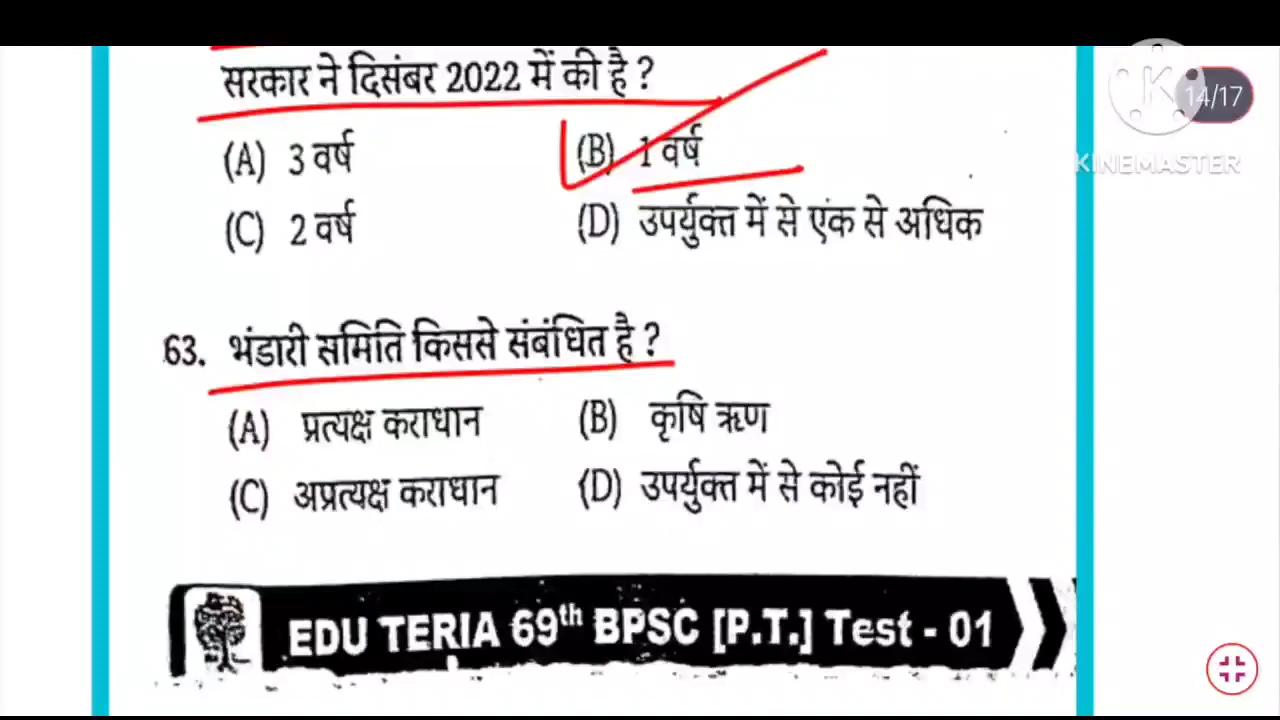 सरकार ने दिसंबर 2022 में की है ?
14/17
(A) 3 वर्ष (B) 1 वर्ष
KINEMASTER
(C) 2 वर्ष (D) उपर्युक्त में से एंक से अधिक
63. भंडारी समिति किससे संबंधित है ?
(A) प्रत्यक्ष कराधान (B) कृषि ऋण
(C) अप्रत्यक्ष कराधान (D) उपर्युक्त में से कोई नहीं
EDU TERIA 69th BPSC [P.T.] Test - 01